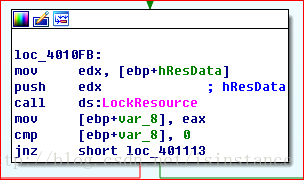 loc_4010FB:
mov edx, [ebp+hResData]
push edx ; hResData
call ds:LockResource
mov [ebp+var_8], eax
cmp [ebp+var_8], 0
jnz short loc_401113